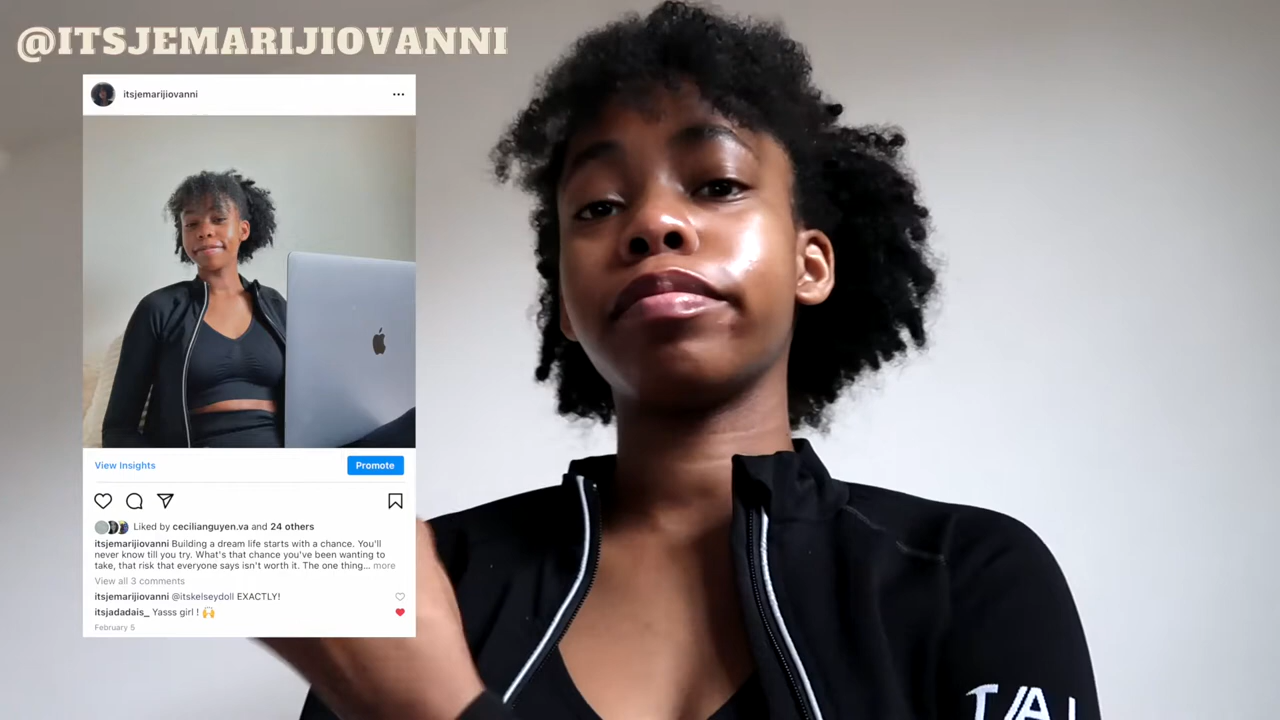 @ITSJEMARIJIOVANNI
itsjemarijiovanni
View Insights
Promote
Liked by cecilianguyen.va and 24 others
itsjemarijiovanni Building a dream life starts with a chance. You'll
never know till you try. What's that chance you've been wanting to
take, that risk that everyone says isn't worth it. The one thing... more
View all 3 comments
itsjemarijiovanni @itskelseydoll EXACTLY!
itsjadadais_ Yasss girl ! 🙌
February 5